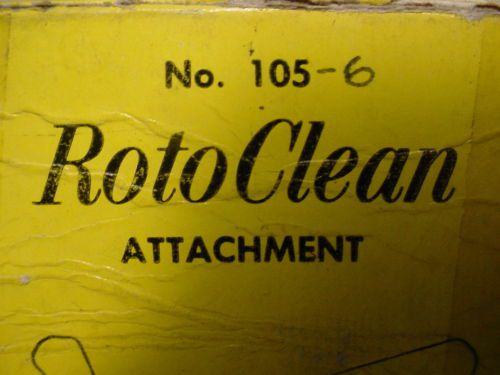 No. 105-6
RotoClean
ATTACHMENT